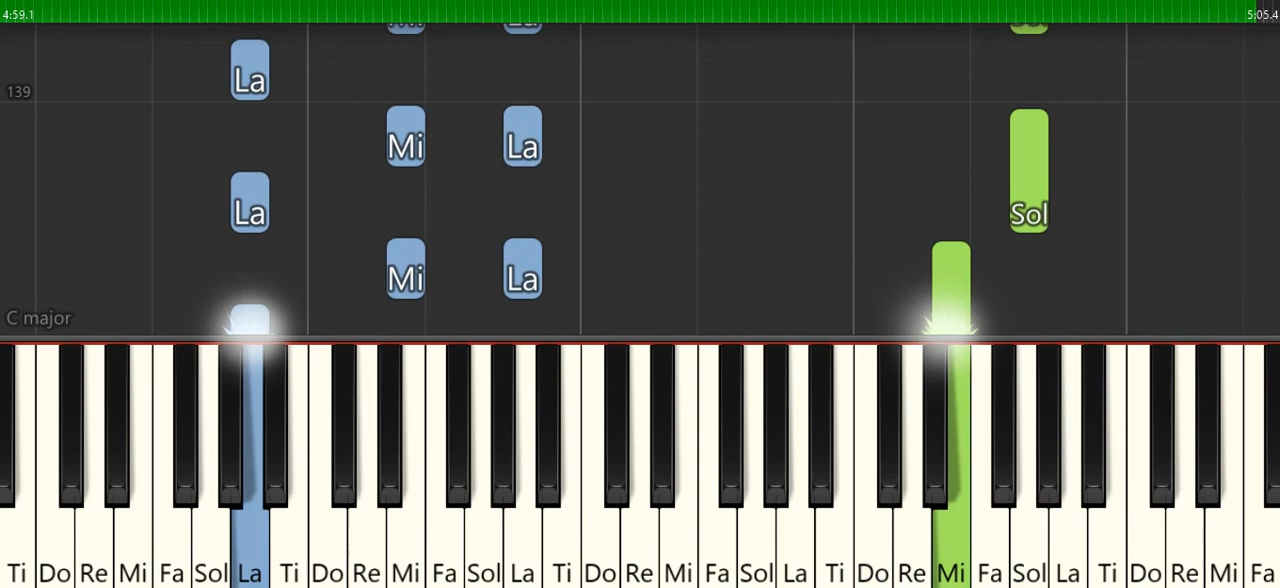 4:59.1 5:05.4
La
139
Mi La
La
Sol
Mi La
C major
Ti Do Re Mi Fa Sol La Ti Do Re Mi Fa Sol La Ti Do Re Mi Fa Sol La Ti Do Re Mi Fa Sol La Ti Do Re Mi Fa